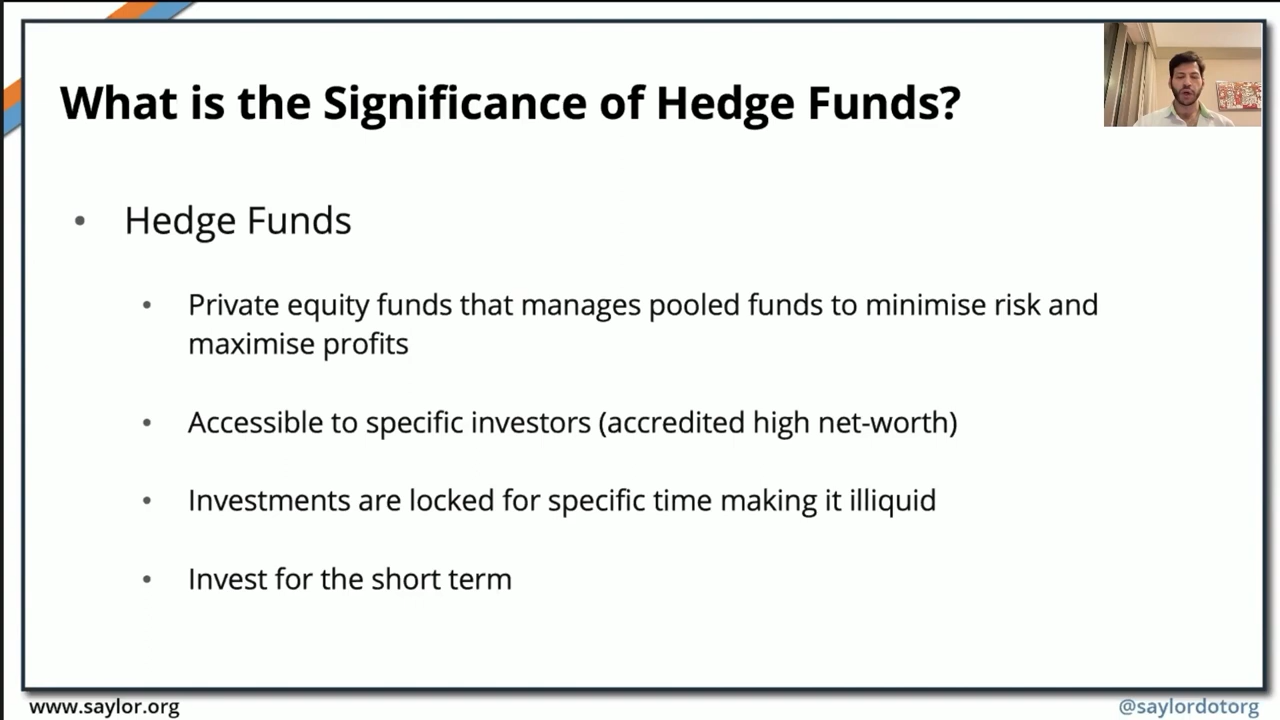 What is the Significance of Hedge Funds?
• Hedge Funds
• Private equity funds that manages pooled funds to minimise risk and
maximise profits
• Accessible to specific investors (accredited high net-worth)
• Investments are locked for specific time making it illiquid
• Invest for the short term
www.saylor.org
@saylordotorg